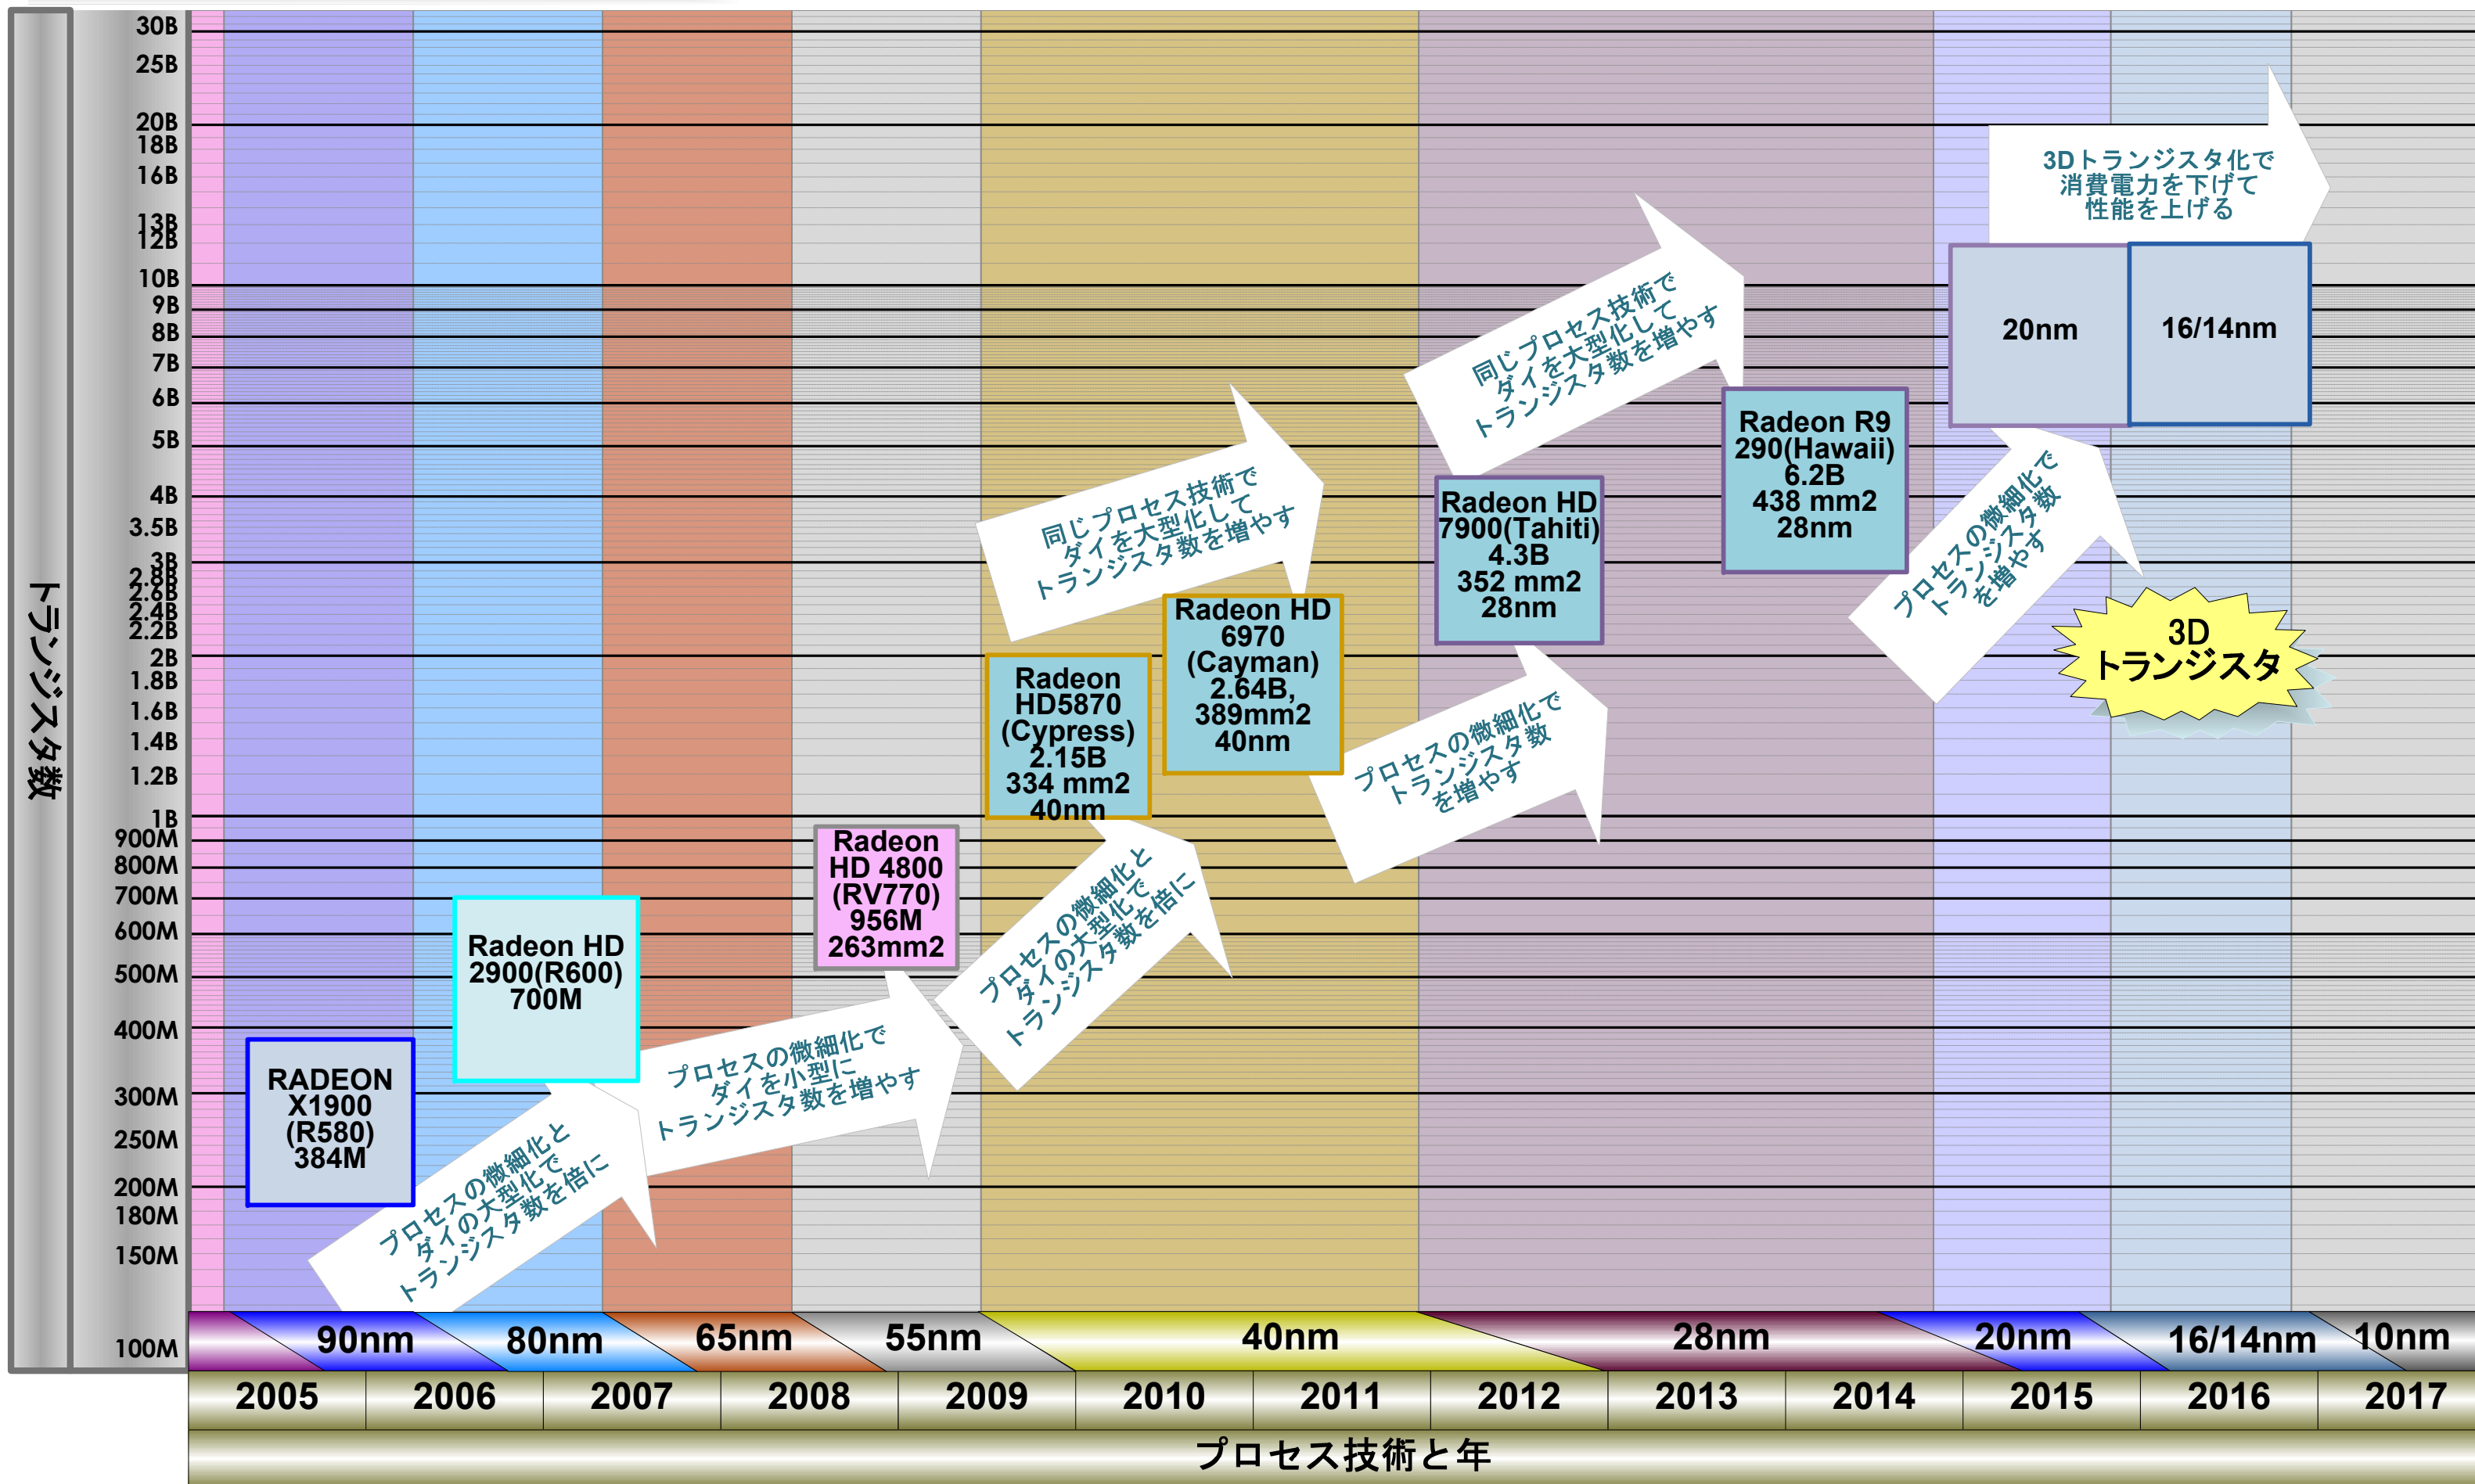 トランジスタ数
30B
25B
20B
18B
16B
13B
12B
10B
9B
8B
7B
6B
5B
4B
3.5B
3B
2.8B
2.6B
2.4B
2.2B
2B
1.8B
1.6B
1.4B
1.2B
1B
900M
800M
700M
600M
500M
400M
300M
250M
200M
180M
150M
100M
RADEON
X1900
(R580)
384M
プロセスの微細化と
ダイの大型化で
トランジスタ数を倍に
Radeon HD
2900(R600)
700M
プロセスの微細化で
ダイを小型に
トランジスタ数を増やす
Radeon
HD 4800
(RV770)
956M
263mm2
プロセスの微細化と
ダイの大型化で
トランジスタ数を倍に
Radeon
HD5870
(Cypress)
2.15B
334 mm2
40nm
同じプロセス技術で
ダイを大型化して
トランジスタ数を増やす
Radeon HD
6970
(Cayman)
2.64B,
389mm2
40nm
プロセスの微細化で
トランジスタ数
を増やす
Radeon HD
7900(Tahiti)
4.3B
352 mm2
28nm
同じプロセス技術で
ダイを大型化して
トランジスタ数を増やす
Radeon R9
290(Hawaii)
6.2B
438 mm2
28nm
プロセスの微細化で
トランジスタ数
を増やす
20nm
16/14nm
3Dトランジスタ化で
消費電力を下げて
性能を上げる
3D
トランジスタ
90nm
80nm
65nm
55nm
40nm
28nm
20nm
16/14nm
10nm
2005
2006
2007
2008
2009
2010
2011
2012
2013
2014
2015
2016
2017
プロセス技術と年